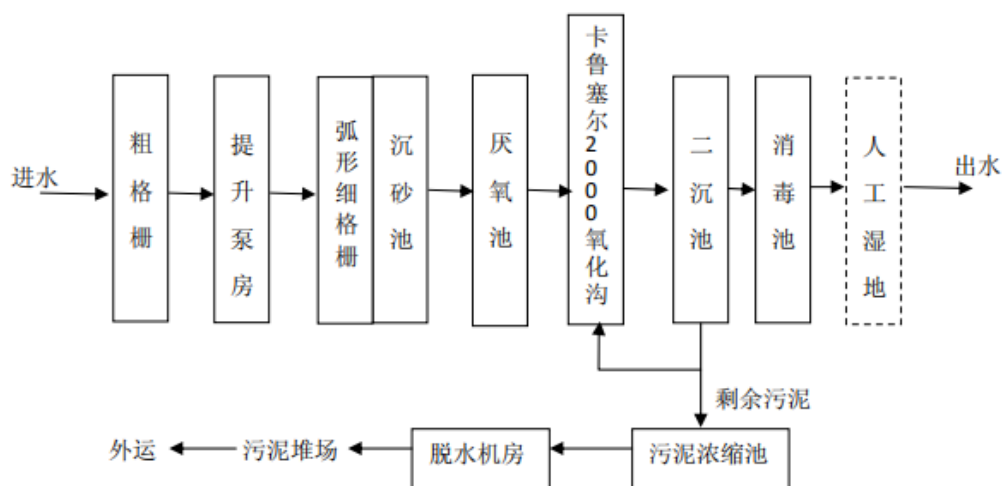 进水
粗格栅
提升泵房
弧形细格栅
沉砂池
厌氧池
卡鲁塞尔2000氧化沟
二沉池
消毒池
人工湿地
出水
剩余污泥
外运
污泥堆场
脱水机房
污泥浓缩池